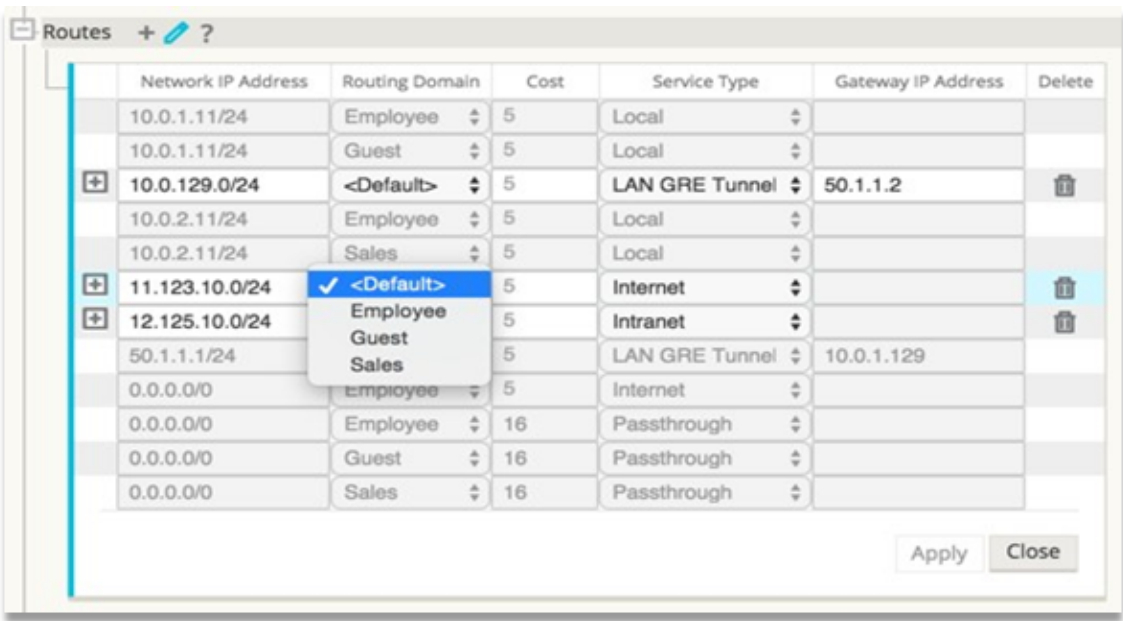 Routes + ?
Network IP Address Routing Domain Cost Service Type Gateway IP Address Delete
10.0.1.11/24 Employee 5 Local
10.0.1.11/24 Guest 5 Local
10.0.129.0/24 <Default> 5 LAN GRE Tunnel 50.1.1.2
10.0.2.11/24 Employee 5 Local
10.0.2.11/24 Sales 5 Local
11.123.10.0/24 ✓ <Default> 5 Internet
Employee
12.125.10.0/24 5 Intranet
Guest
50.1.1.1/24 5 LAN GRE Tunnel 10.0.1.129
Sales
0.0.0.0/0 Employee 5 Internet
0.0.0.0/0 Employee 16 Passthrough
0.0.0.0/0 Guest 16 Passthrough
0.0.0.0/0 Sales 16 Passthrough
Apply Close